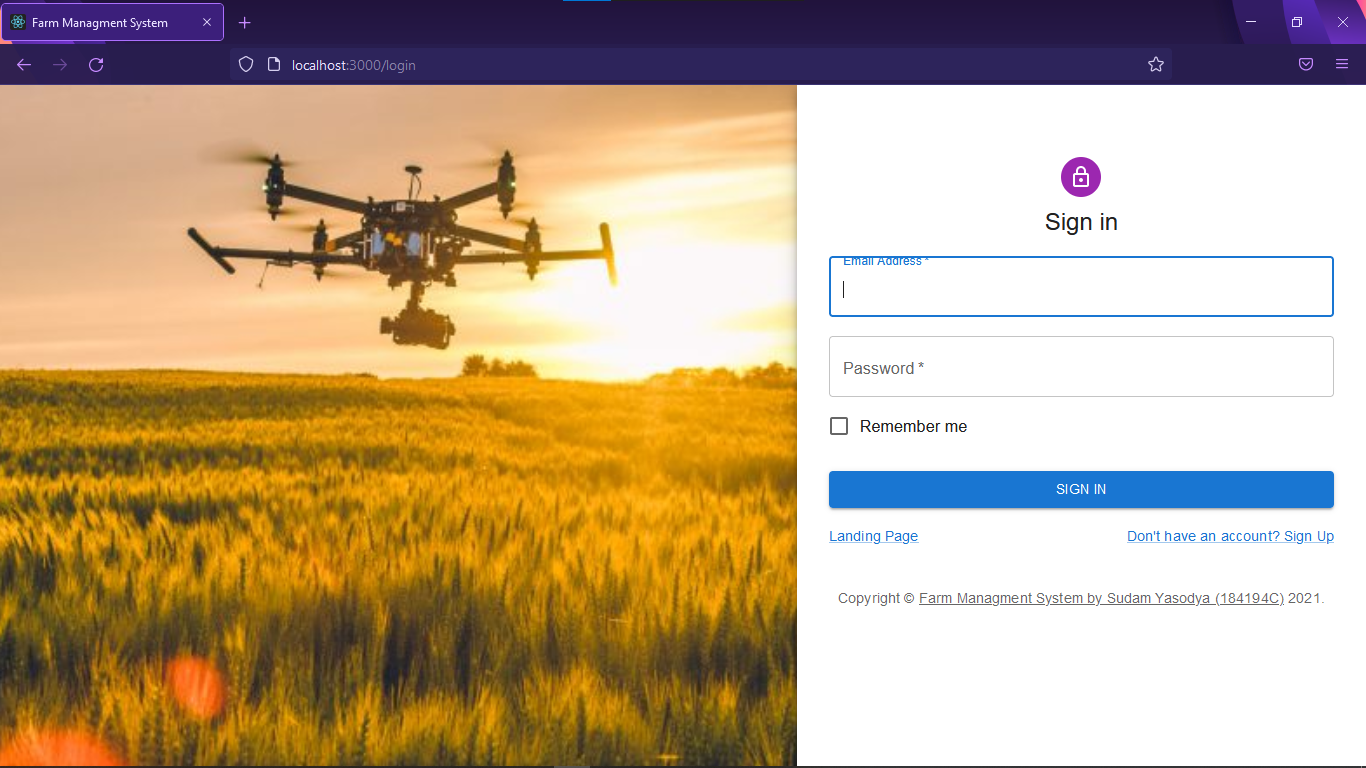 Farm Managment System
localhost:3000/login
Sign in
Email Address *
Password *
Remember me
SIGN IN
Landing Page
Don't have an account? Sign Up
Copyright © Farm Managment System by Sudam Yasodya (184194C) 2021.